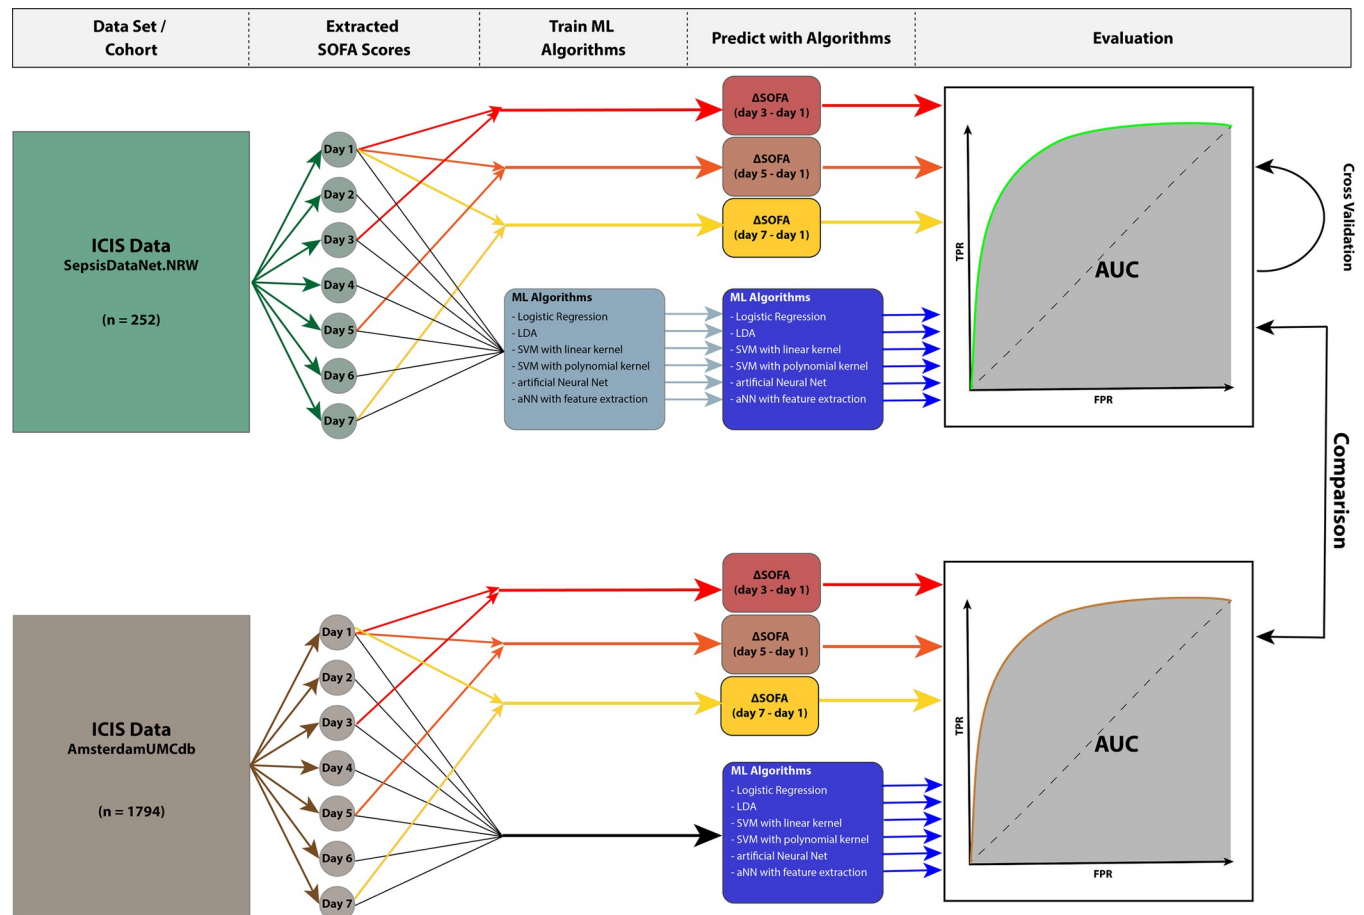 Data Set /
Cohort
Extracted
SOFA Scores
Train ML
Algorithms
Predict with Algorithms
Evaluation
ICIS Data
SepsisDataNet.NRW
(n = 252)
Day 1
Day 2
Day 3
Day 4
Day 5
Day 6
Day 7
ML Algorithms
- Logistic Regression
- LDA
- SVM with linear kernel
- SVM with polynomial kernel
- artificial Neural Net
- aNN with feature extraction
ΔSOFA
(day 3 - day 1)
ΔSOFA
(day 5 - day 1)
ΔSOFA
(day 7 - day 1)
ML Algorithms
- Logistic Regression
- LDA
- SVM with linear kernel
- SVM with polynomial kernel
- artificial Neural Net
- aNN with feature extraction
TPR
AUC
FPR
Cross Validation
Comparison
ICIS Data
AmsterdamUMCdb
(n = 1794)
Day 1
Day 2
Day 3
Day 4
Day 5
Day 6
Day 7
ΔSOFA
(day 3 - day 1)
ΔSOFA
(day 5 - day 1)
ΔSOFA
(day 7 - day 1)
ML Algorithms
- Logistic Regression
- LDA
- SVM with linear kernel
- SVM with polynomial kernel
- artificial Neural Net
- aNN with feature extraction
TPR
AUC
FPR